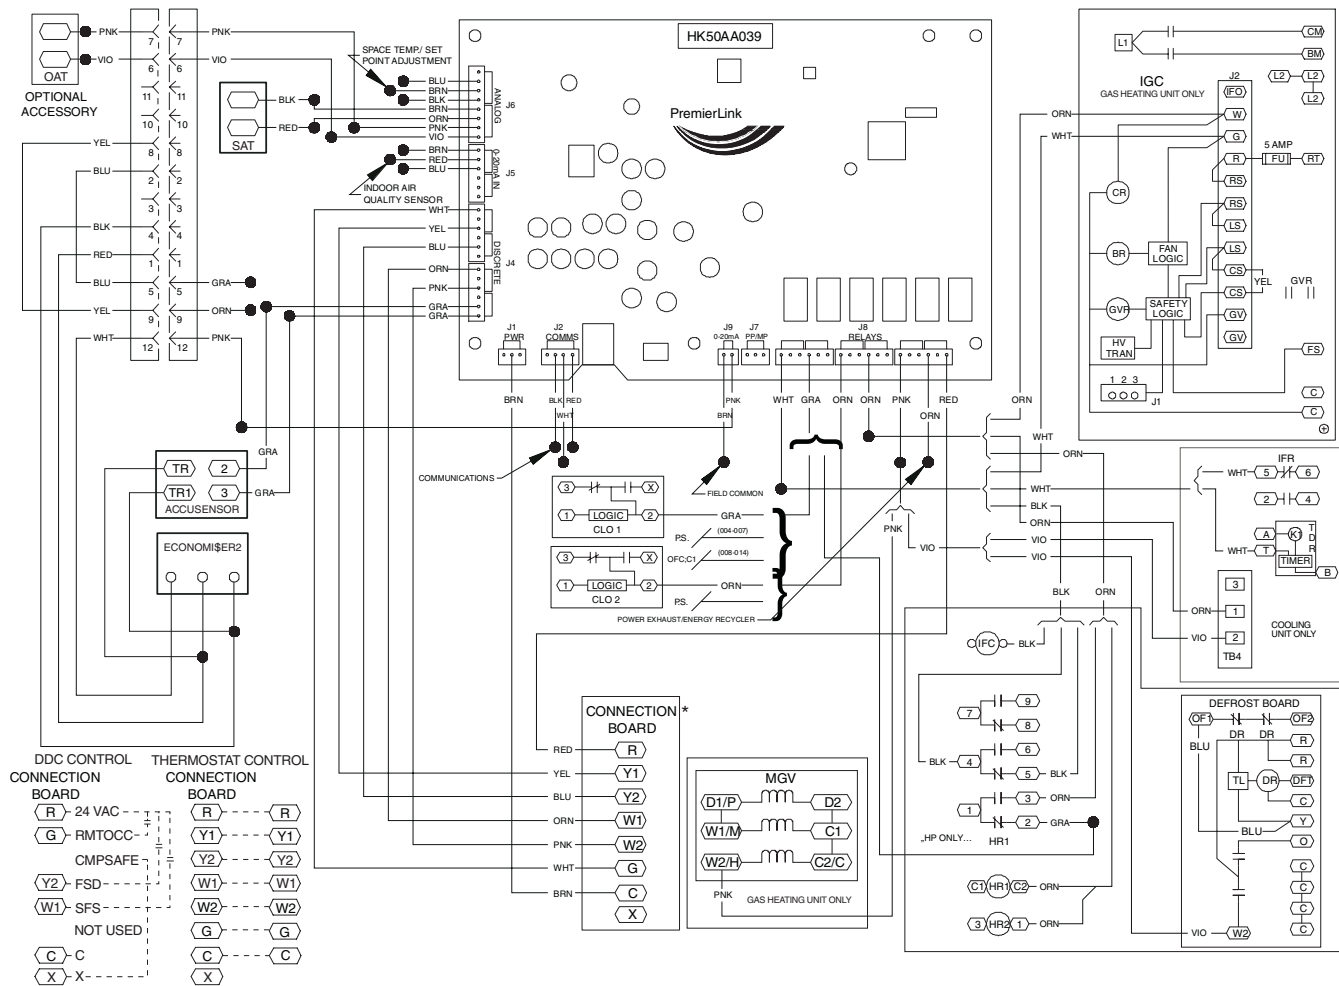 OAT
OPTIONAL
ACCESSORY
PNK
VIO
7
6
11
10
8
2
3
4
1
5
9
12
7
6
11
10
8
2
3
4
1
5
9
12
YEL
BLU
BLK
RED
BLU
YEL
WHT
PNK
VIO
GRA
ORN
PNK
SAT
BLK
RED
SPACE TEMP./ SET
POINT ADJUSTMENT
BLU
BRN
BLK
BRN
ORN
PNK
VIO
ANALOG
J6
BRN
RED
BLU
0-20mA IN
J5
INDOOR AIR
QUALITY SENSOR
WHT
YEL
BLU
ORN
PNK
GRA
GRA
DISCRETE
J4
HK50AA039
PremierLink
J1
PWR
J2
COMMS
J9
0-20mA
J7
PP/MP
J8
RELAYS
BRN
BLK
RED
WHT
PNK
BRN
WHT
GRA
ORN
ORN
PNK
ORN
RED
COMMUNICATIONS
FIELD COMMON
GRA
GRA
TR
2
TR1
3
ACCUSENSOR
ECONOMI$ER2
3
X
1
LOGIC
2
CLO 1
GRA
P.S.
(004-007)
OFC;C1
(008-014)
3
X
1
LOGIC
2
CLO 2
ORN
P.S.
POWER EXHAUST/ENERGY RECYCLER
PNK
VIO
ORN
WHT
ORN
WHT
BLK
ORN
VIO
VIO
BLK
ORN
ORN
WHT
L1
CM
BM
IGC
GAS HEATING UNIT ONLY
L2
L2
L2
J2
IFO
W
G
R
5 AMP
FU
RT
RS
RS
LS
LS
CS
CS
YEL
GVR
GV
GV
CR
BR
FAN
LOGIC
GVR
SAFETY
LOGIC
HV
TRAN
FS
1 2 3
J1
C
C
IFR
WHT
5
6
2
4
A
K1
T
D
R
WHT
T
TIMER
B
3
ORN
1
VIO
2
TB4
COOLING
UNIT ONLY
IFC
BLK
9
7
8
6
BLK
4
5
BLK
3
ORN
1
2
GRA
„HP ONLY...
HR1
C1
HR1
C2
ORN
3
HR2
1
ORN
DEFROST BOARD
OF1
OF2
BLU
DR
DR
R
R
TL
DR
DFT
C
BLU
Y
O
C
C
C
C
VIO
W2
CONNECTION *
BOARD
RED
R
YEL
Y1
BLU
Y2
ORN
W1
PNK
W2
WHT
G
BRN
C
X
MGV
D1/P
D2
W1/M
C1
W2/H
C2/C
PNK
GAS HEATING UNIT ONLY
DDC CONTROL
CONNECTION
BOARD
R
24 VAC
G
RMTOCC
CMPSAFE
Y2
FSD
W1
SFS
NOT USED
C
C
X
X
THERMOSTAT CONTROL
CONNECTION
BOARD
R
R
Y1
Y1
Y2
Y2
W1
W1
W2
W2
G
G
C
C
X